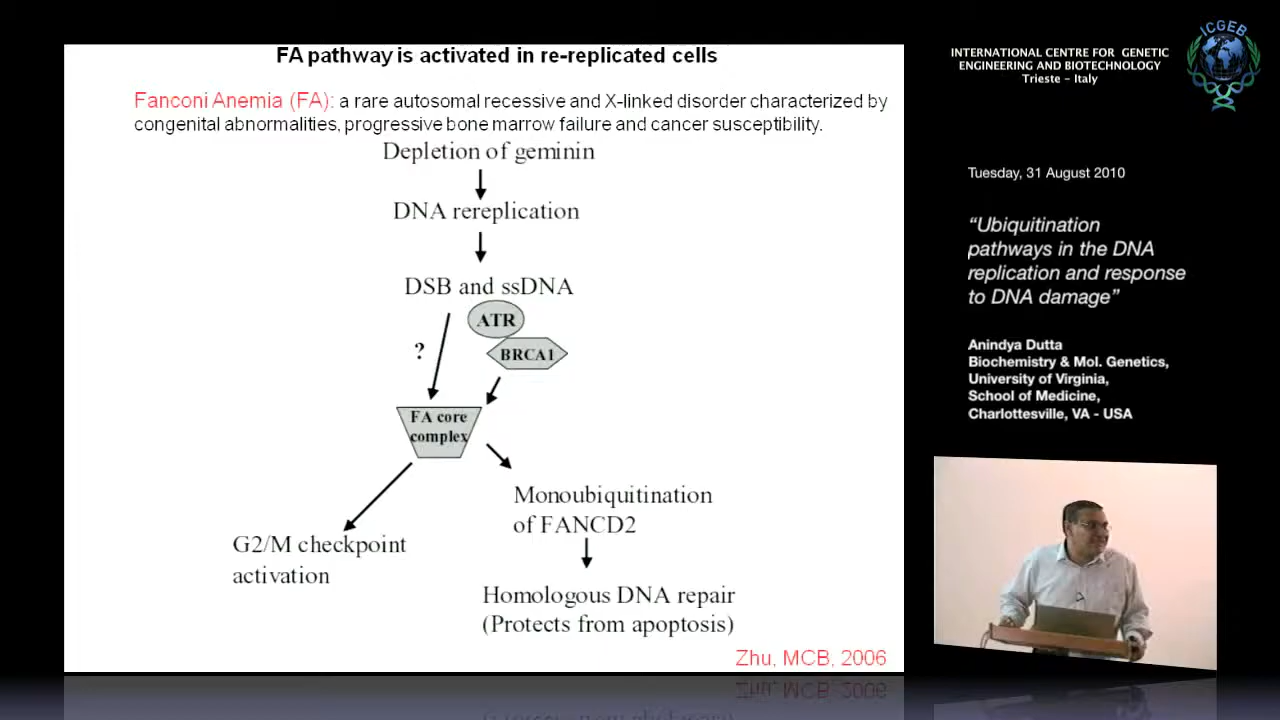 FA pathway is activated in re-replicated cells
Fanconi Anemia (FA): a rare autosomal recessive and X-linked disorder characterized by
congenital abnormalities, progressive bone marrow failure and cancer susceptibility.
Depletion of geminin
DNA rereplication
DSB and ssDNA
ATR
?
BRCA1
FA core
complex
Monoubiquitination
of FANCD2
G2/M checkpoint
activation
Homologous DNA repair
(Protects from apoptosis)
Zhu, MCB, 2006
ICGEB
INTERNATIONAL CENTRE FOR GENETIC
ENGINEERING AND BIOTECHNOLOGY
Trieste – Italy
Tuesday, 31 August 2010
“Ubiquitination
pathways in the DNA
replication and response
to DNA damage”
Anindya Dutta
Biochemistry & Mol. Genetics,
University of Virginia,
School of Medicine,
Charlottesville, VA - USA